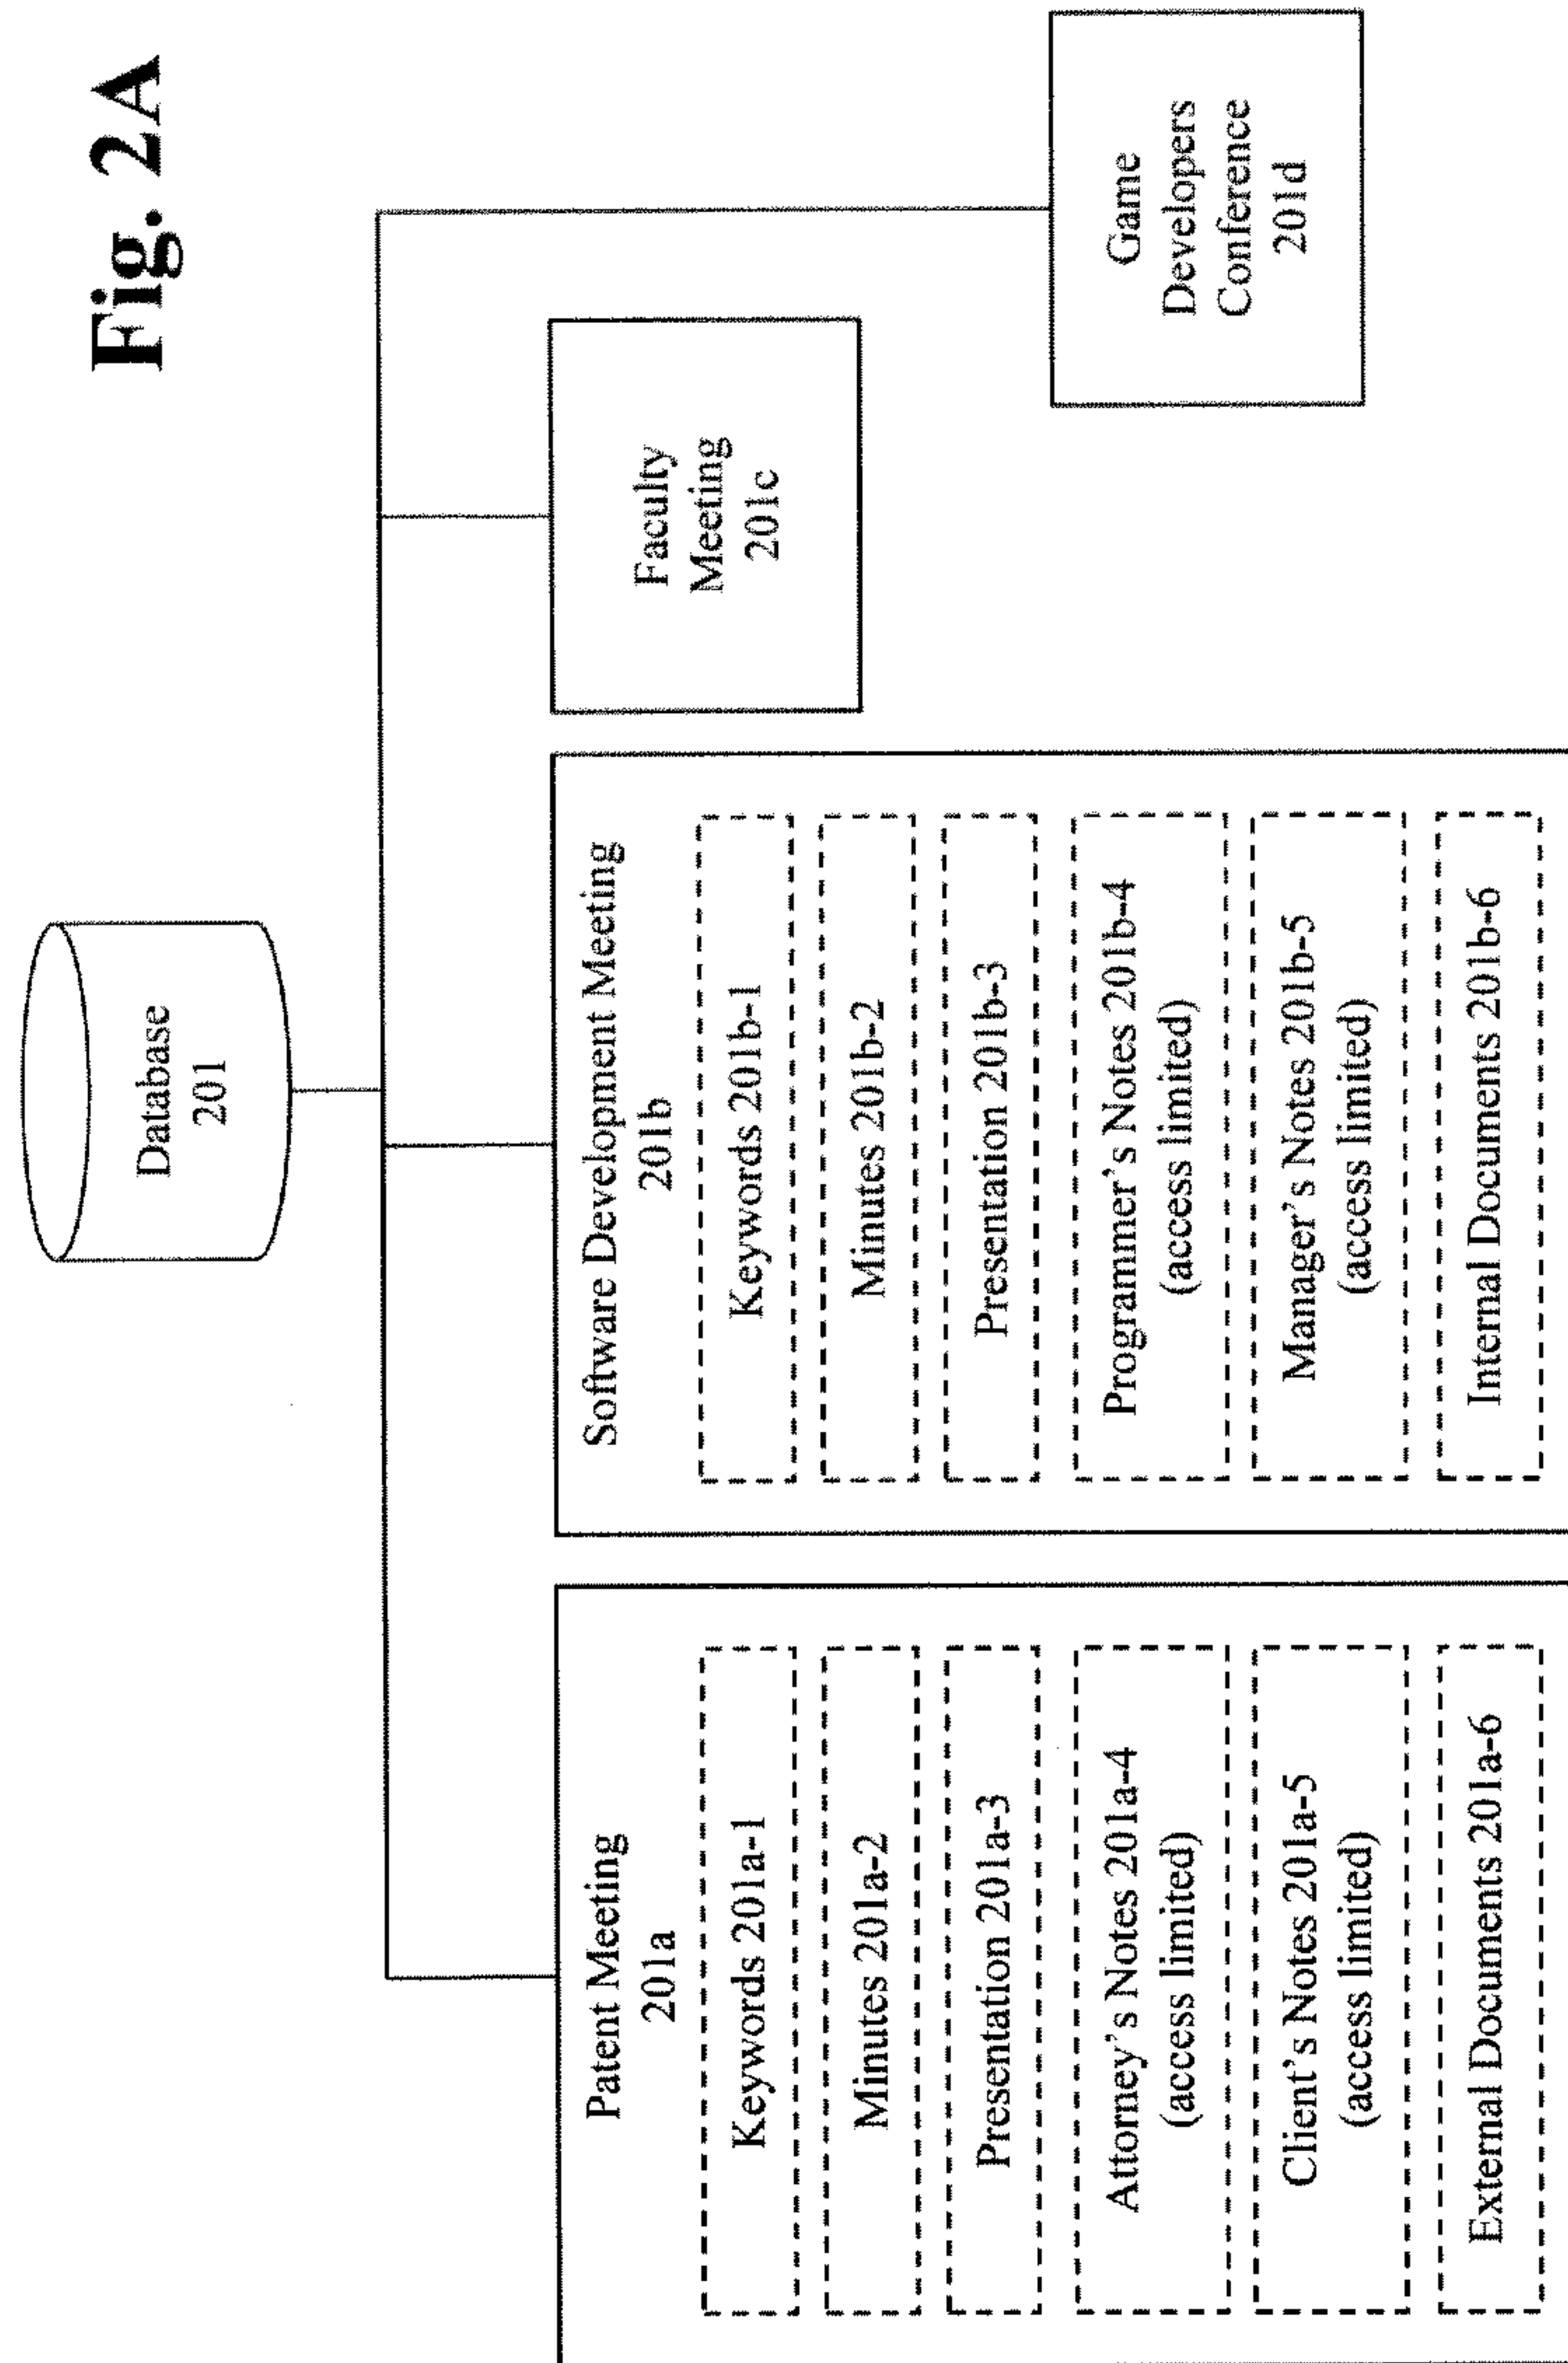 Fig. 2A
Database
201
Patent Meeting
201a
Keywords 201a-1
Minutes 201a-2
Presentation 201a-3
Attorney's Notes 201a-4
(access limited)
Client's Notes 201a-5
(access limited)
External Documents 201a-6
Software Development Meeting
201b
Keywords 201b-1
Minutes 201b-2
Presentation 201b-3
Programmer's Notes 201b-4
(access limited)
Manager's Notes 201b-5
(access limited)
Internal Documents 201b-6
Faculty
Meeting
201c
Game
Developers
Conference
201d